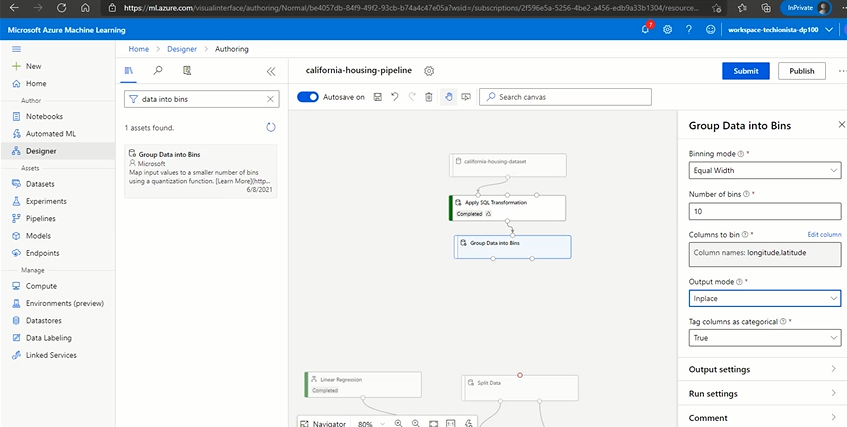 https://ml.azure.com/visualinterface/authoring/Normal/be4057db-84f9-49f2-93cb-b74a4c47e05a?wsid=/subscriptions/2f596e5a-5256-4be2-a456-edb9a33b1304/resource...
InPrivate
Microsoft Azure Machine Learning
7
workspace-techionista-dp100
New
Home
Author
Notebooks
Automated ML
Designer
Assets
Datasets
Experiments
Pipelines
Models
Endpoints
Manage
Compute
Environments (preview)
Datastores
Data Labeling
Linked Services
Home > Designer > Authoring
data into bins
1 assets found.
Group Data into Bins
Microsoft
Map input values to a smaller number of bins
using a quantization function. [Learn More](http...
6/8/2021
california-housing-pipeline
Submit
Publish
Autosave on
Search canvas
california-housing-dataset
Apply SQL Transformation
Completed
Group Data into Bins
Linear Regression
Completed
Split Data
Navigator
80%
1:1
Group Data into Bins
Binning mode *
Equal Width
Number of bins *
10
Columns to bin *
Edit column
Column names: longitude,latitude
Output mode *
Inplace
Tag columns as categorical *
True
Output settings
Run settings
Comment